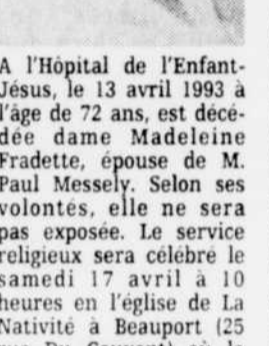 A l'Hôpital de l'Enfant-
Jésus, le 13 avril 1993 à
l'âge de 72 ans, est décé-
dée dame Madeleine
Fradette, épouse de M.
Paul Messely. Selon ses
volontés, elle ne sera
pas exposée. Le service
religieux sera célébré le
samedi 17 avril à 10
heures en l'église de La
Nativité à Beauport (25